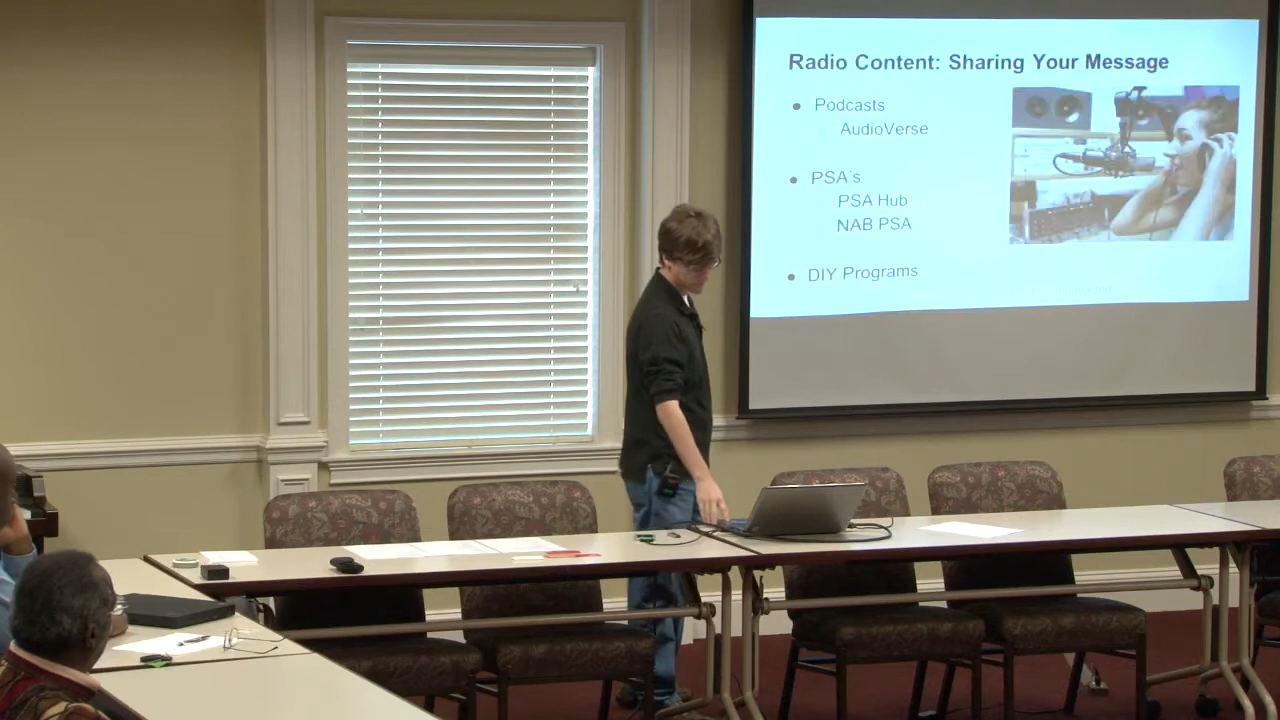 Radio Content: Sharing Your Message
Podcasts
AudioVerse
PSA's
PSA Hub
NAB PSA
DIY Programs